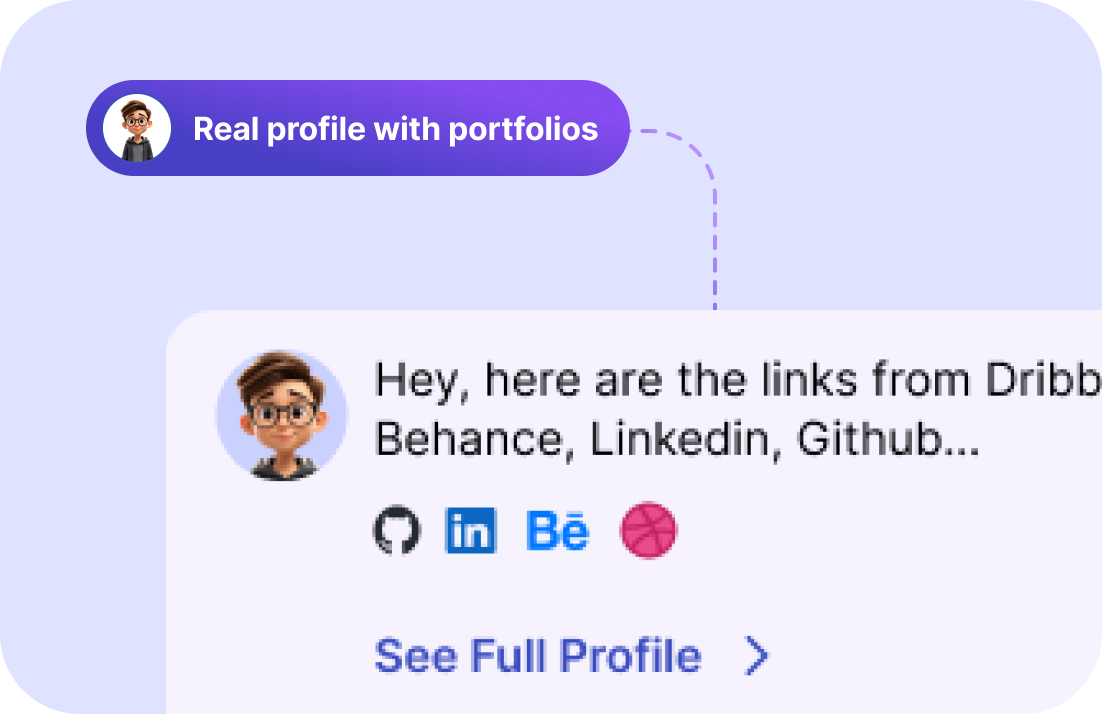 Real profile with portfolios
Hey, here are the links from Dribb
Behance, Linkedin, Github...
in Bē
See Full Profile